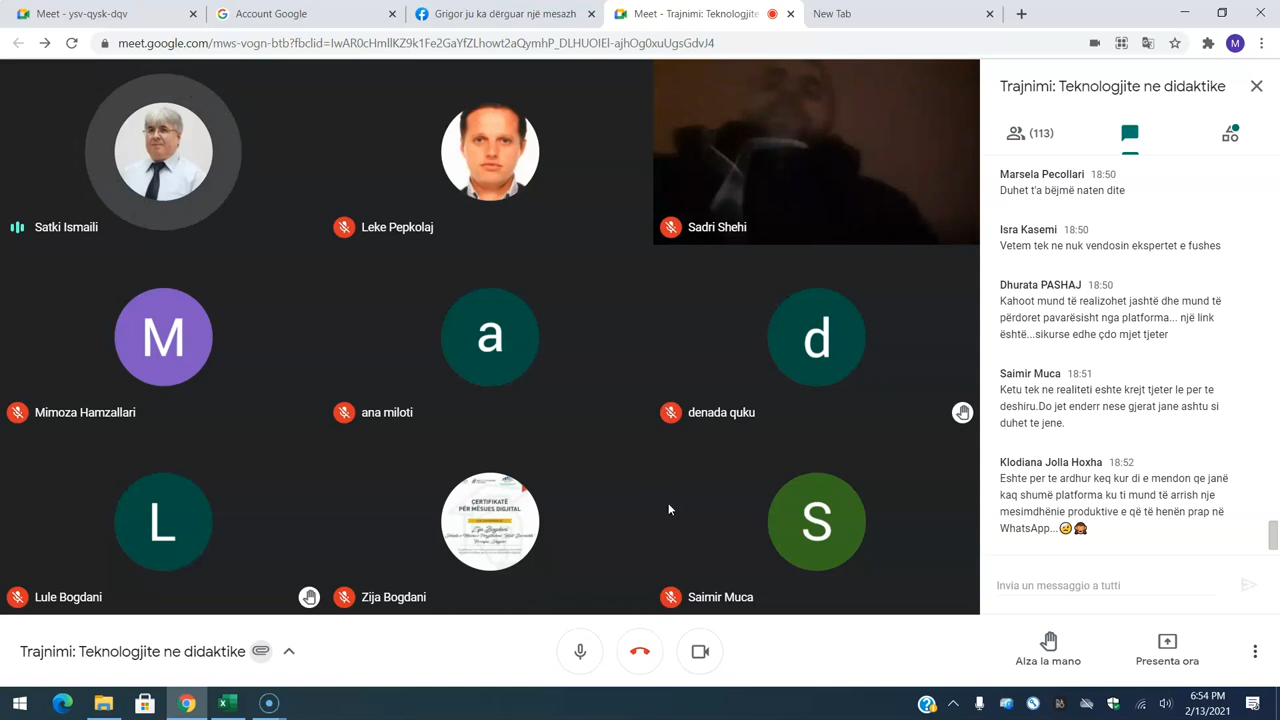 Meet - ysv-qysk-dqv
Account Google
Grigor ju ka dërguar një mesazh
Meet - Trajnimi: Teknologjite
New Tab
meet.google.com/mws-vogn-btb?fbclid=IwAR0cHmllKZ9k1Fe2GaYfZLhowt2aQymhP_DLHUOIEl-ajhOg0xuUgsGdvJ4
M
Satki Ismaili
Leke Pepkolaj
Sadri Shehi
M
Mimoza Hamzallari
a
ana miloti
d
denada quku
L
Lule Bogdani
ÇERTIFIKATË
PËR MËSUES DIGJITAL
Zija Bogdani
Zija Bogdani
S
Saimir Muca
Trajnimi: Teknologjite ne didaktike
(113)
Marsela Pecollari 18:50
Duhet t'a bëjmë naten dite
Isra Kasemi 18:50
Vetem tek ne nuk vendosin ekspertet e fushes
Dhurata PASHAJ 18:50
Kahoot mund të realizohet jashtë dhe mund të
përdoret pavarësisht nga platforma... një link
është...sikurse edhe çdo mjet tjeter
Saimir Muca 18:51
Ketu tek ne realiteti eshte krejt tjeter le per te
deshiru.Do jet enderr nese gjerat jane ashtu si
duhet te jene.
Klodiana Jolla Hoxha 18:52
Eshte per te ardhur keq kur di e mendon qe janë
kaq shumë platforma ku ti mund të arrish nje
mesimdhënie produktive e që të henën prap në
WhatsApp...
Invia un messaggio a tutti
Trajnimi: Teknologjite ne didaktike
Alza la mano
Presenta ora
6:54 PM
2/13/2021